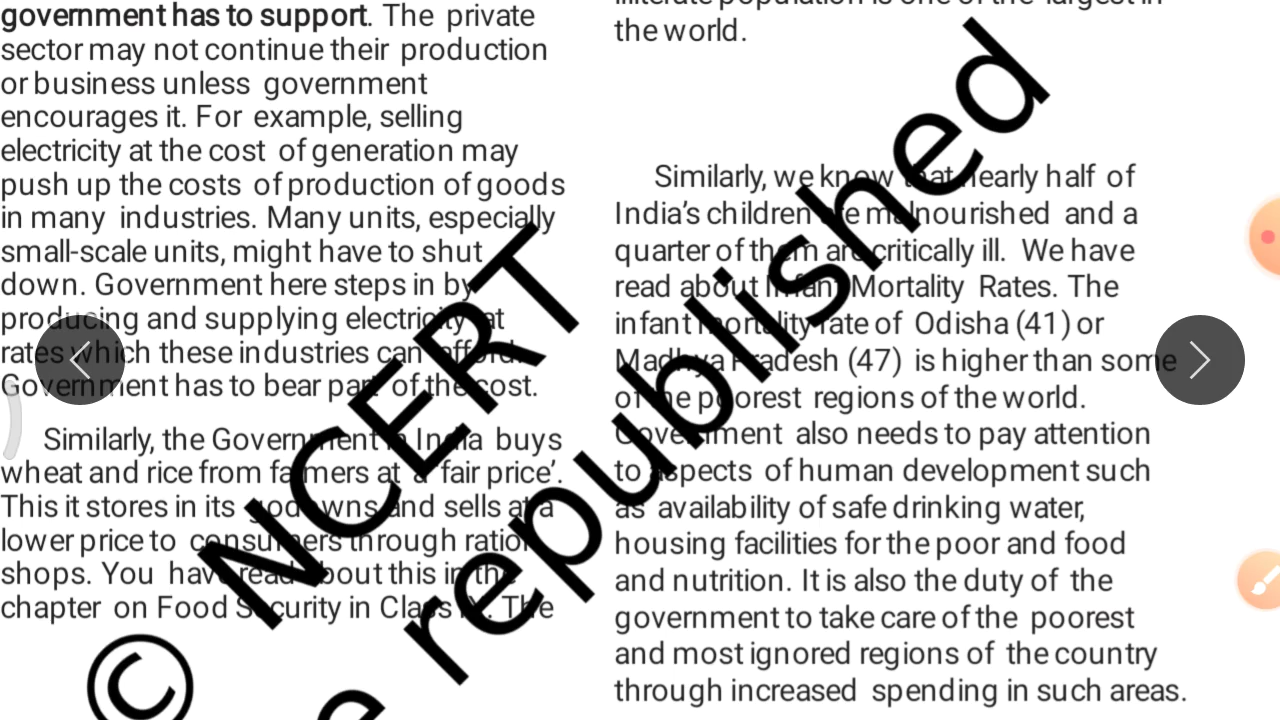 government has to support. The private
sector may not continue their production
or business unless government
encourages it. For example, selling
electricity at the cost of generation may
push up the costs of production of goods
in many industries. Many units, especially
small-scale units, might have to shut
down. Government here steps in by
producing and supplying electricity at
rates which these industries can afford.
Government has to bear part of the cost.
Similarly, the Government in India buys
wheat and rice from farmers at a 'fair price'.
This it stores in its godowns and sells at a
lower price to consumers through ration
shops. You have read about this in the
chapter on Food Security in Class IX. The
illiterate population is one of the largest in
the world.
Similarly, we know that nearly half of
India's children are malnourished and a
quarter of them are critically ill. We have
read about Infant Mortality Rates. The
infant mortality rate of Odisha (41) or
Madhya Pradesh (47) is higher than some
of the poorest regions of the world.
Government also needs to pay attention
to aspects of human development such
as availability of safe drinking water,
housing facilities for the poor and food
and nutrition. It is also the duty of the
government to take care of the poorest
and most ignored regions of the country
through increased spending in such areas.
© NCERT
republished